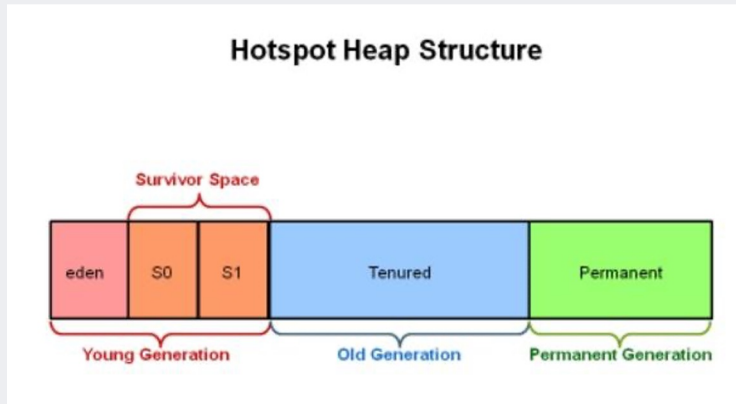 Hotspot Heap Structure
Survivor Space
eden
S0
S1
Tenured
Permanent
Young Generation
Old Generation
Permanent Generation